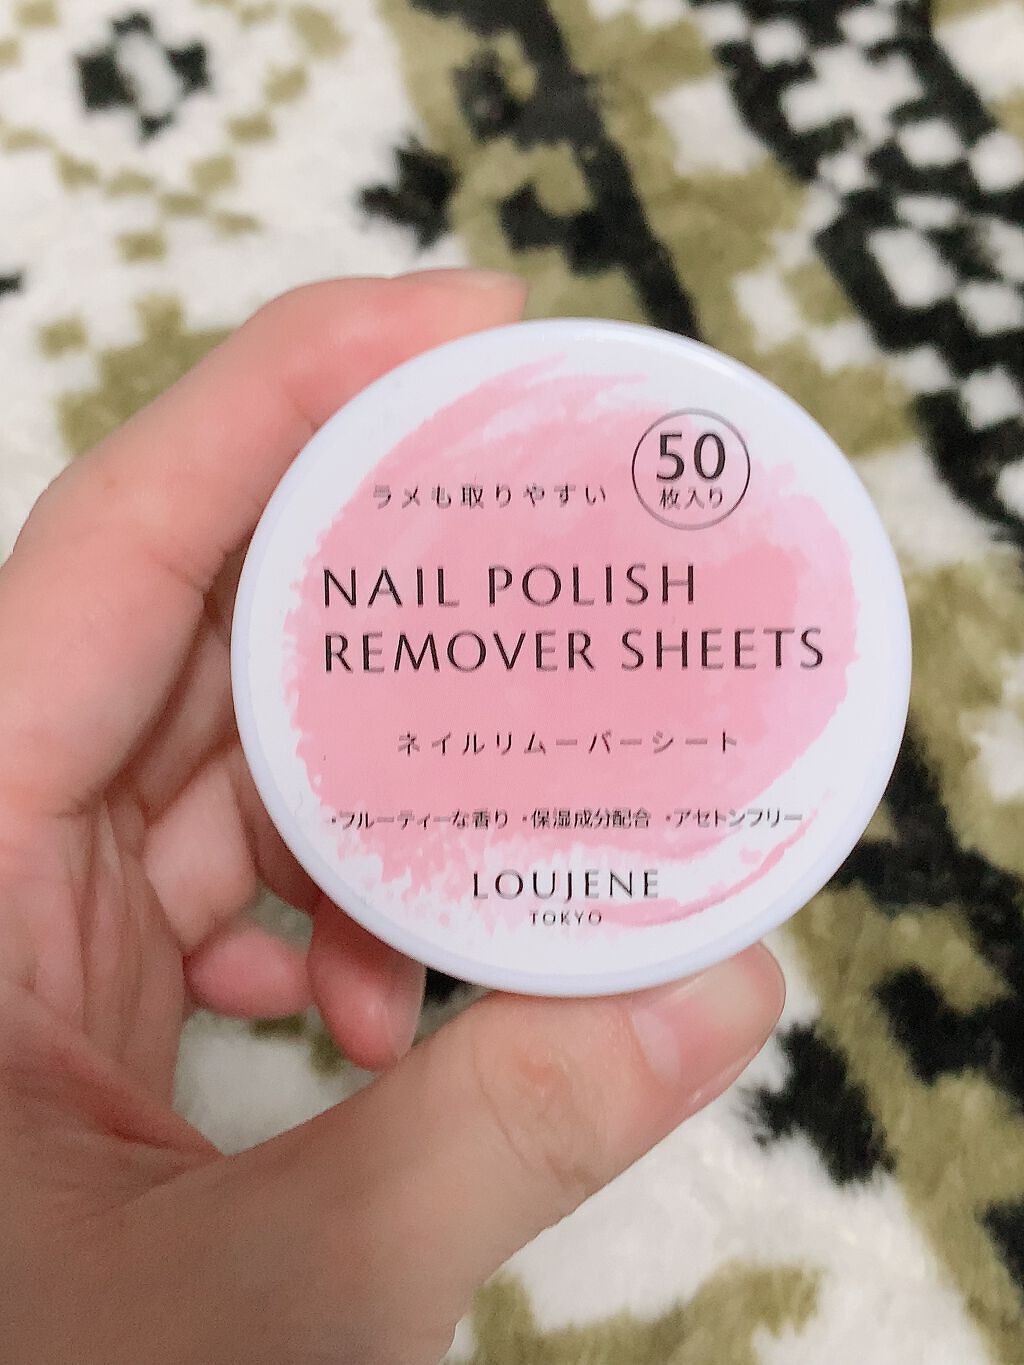 50
枚入り
ラメも取りやすい
NAIL POLISH
REMOVER SHEETS
ネイルリムーバーシート
・フルーティーな香り ・保湿成分配合 ・アセトンフリー
LOUJENE
TOKYO